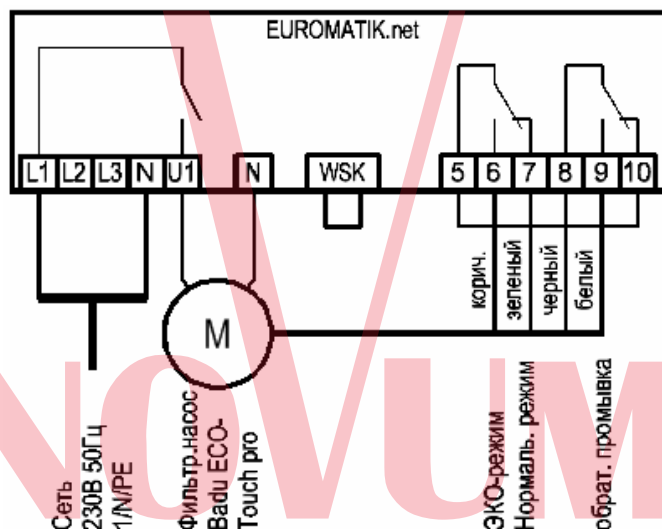 EUROMATIK.net
L1 L2 L3 N U1 N WSK 5 6 7 8 9 10
корич.
зеленый
черный
белый
M
Сеть
230В 50Гц
1/N/PE
Фильтр.насос
Badu ECO-
Touch pro
ЭКО-режим
Нормаль. режим
обрат. промывка
NOVUM